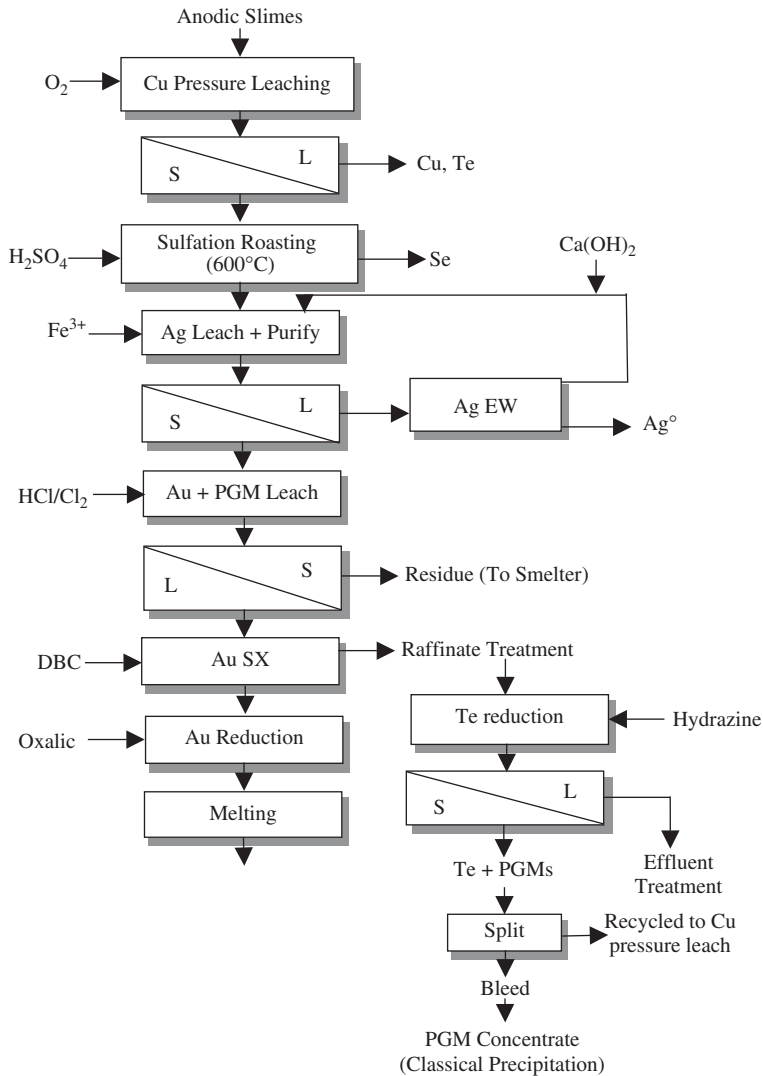 Anodic Slimes
O₂
Cu Pressure Leaching
L
S
Cu, Te
H₂SO₄
Sulfation Roasting
(600°C)
Se
Ca(OH)₂
Fe³⁺
Ag Leach + Purify
L
S
Ag EW
Ag°
HCl/Cl₂
Au + PGM Leach
S
L
Residue (To Smelter)
DBC
Au SX
Raffinate Treatment
Te reduction
Hydrazine
Oxalic
Au Reduction
L
S
Melting
Te + PGMs
Effluent
Treatment
Split
Recycled to Cu
pressure leach
Bleed
PGM Concentrate
(Classical Precipitation)